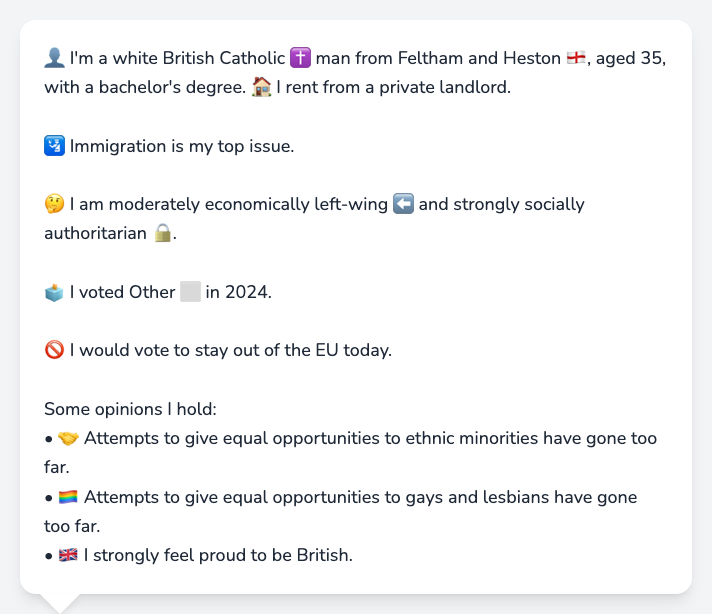 👤 I'm a white British Catholic ✝️ man from Feltham and Heston 🏴󠁧󠁢󠁥󠁮󠁧󠁿, aged 35,
with a bachelor's degree. 🏠 I rent from a private landlord.
🛂 Immigration is my top issue.
🤔 I am moderately economically left-wing ⬅️ and strongly socially
authoritarian 🔒.
🗳️ I voted Other ⬜ in 2024.
🚫 I would vote to stay out of the EU today.
Some opinions I hold:
• 🤝 Attempts to give equal opportunities to ethnic minorities have gone too
far.
• 🏳️‍🌈 Attempts to give equal opportunities to gays and lesbians have gone
too far.
• 🇬🇧 I strongly feel proud to be British.